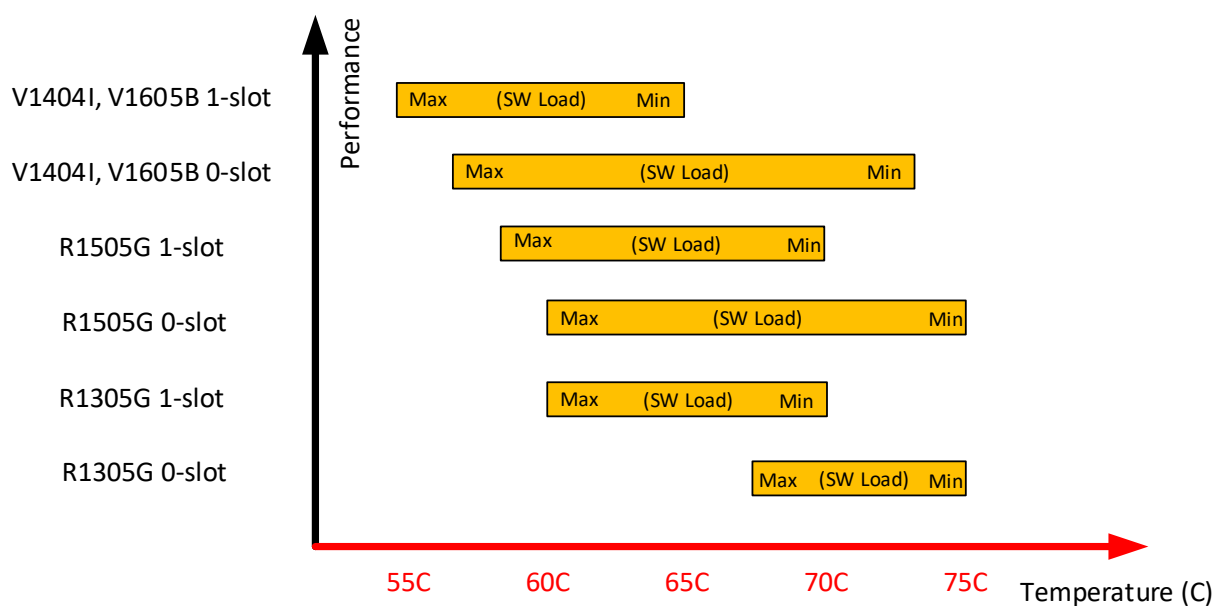 Performance
V1404I, V1605B 1-slot
Max (SW Load) Min
V1404I, V1605B 0-slot
Max (SW Load) Min
R1505G 1-slot
Max (SW Load) Min
R1505G 0-slot
Max (SW Load) Min
R1305G 1-slot
Max (SW Load) Min
R1305G 0-slot
Max (SW Load) Min
55C 60C 65C 70C 75C
Temperature (C)